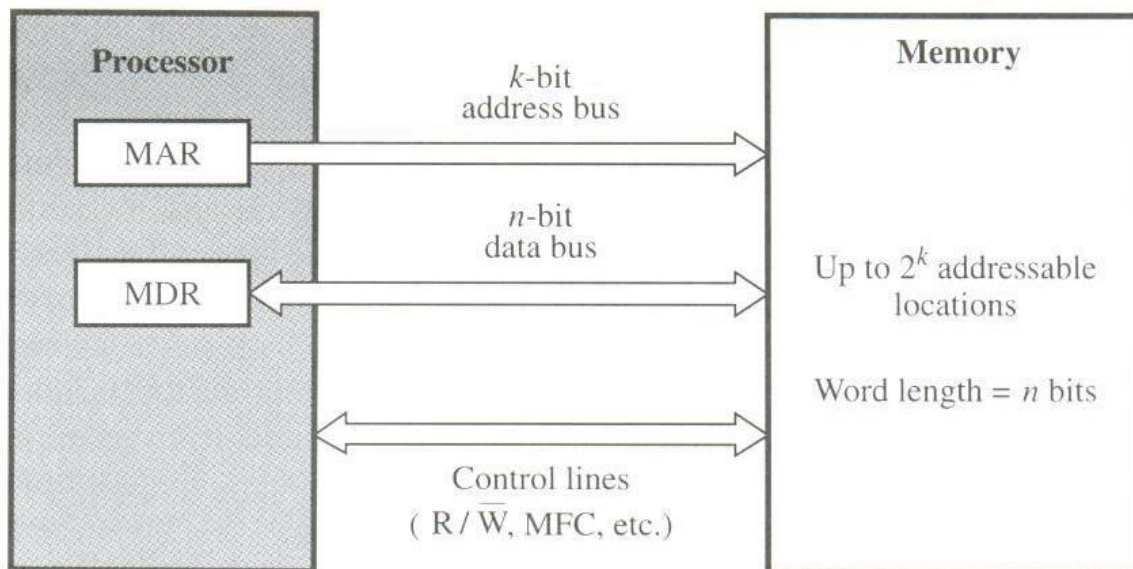 Processor
MAR
MDR
k-bit
address bus
n-bit
data bus
Control lines
( R / W̅, MFC, etc.)
Memory
Up to 2^k addressable
locations
Word length = n bits